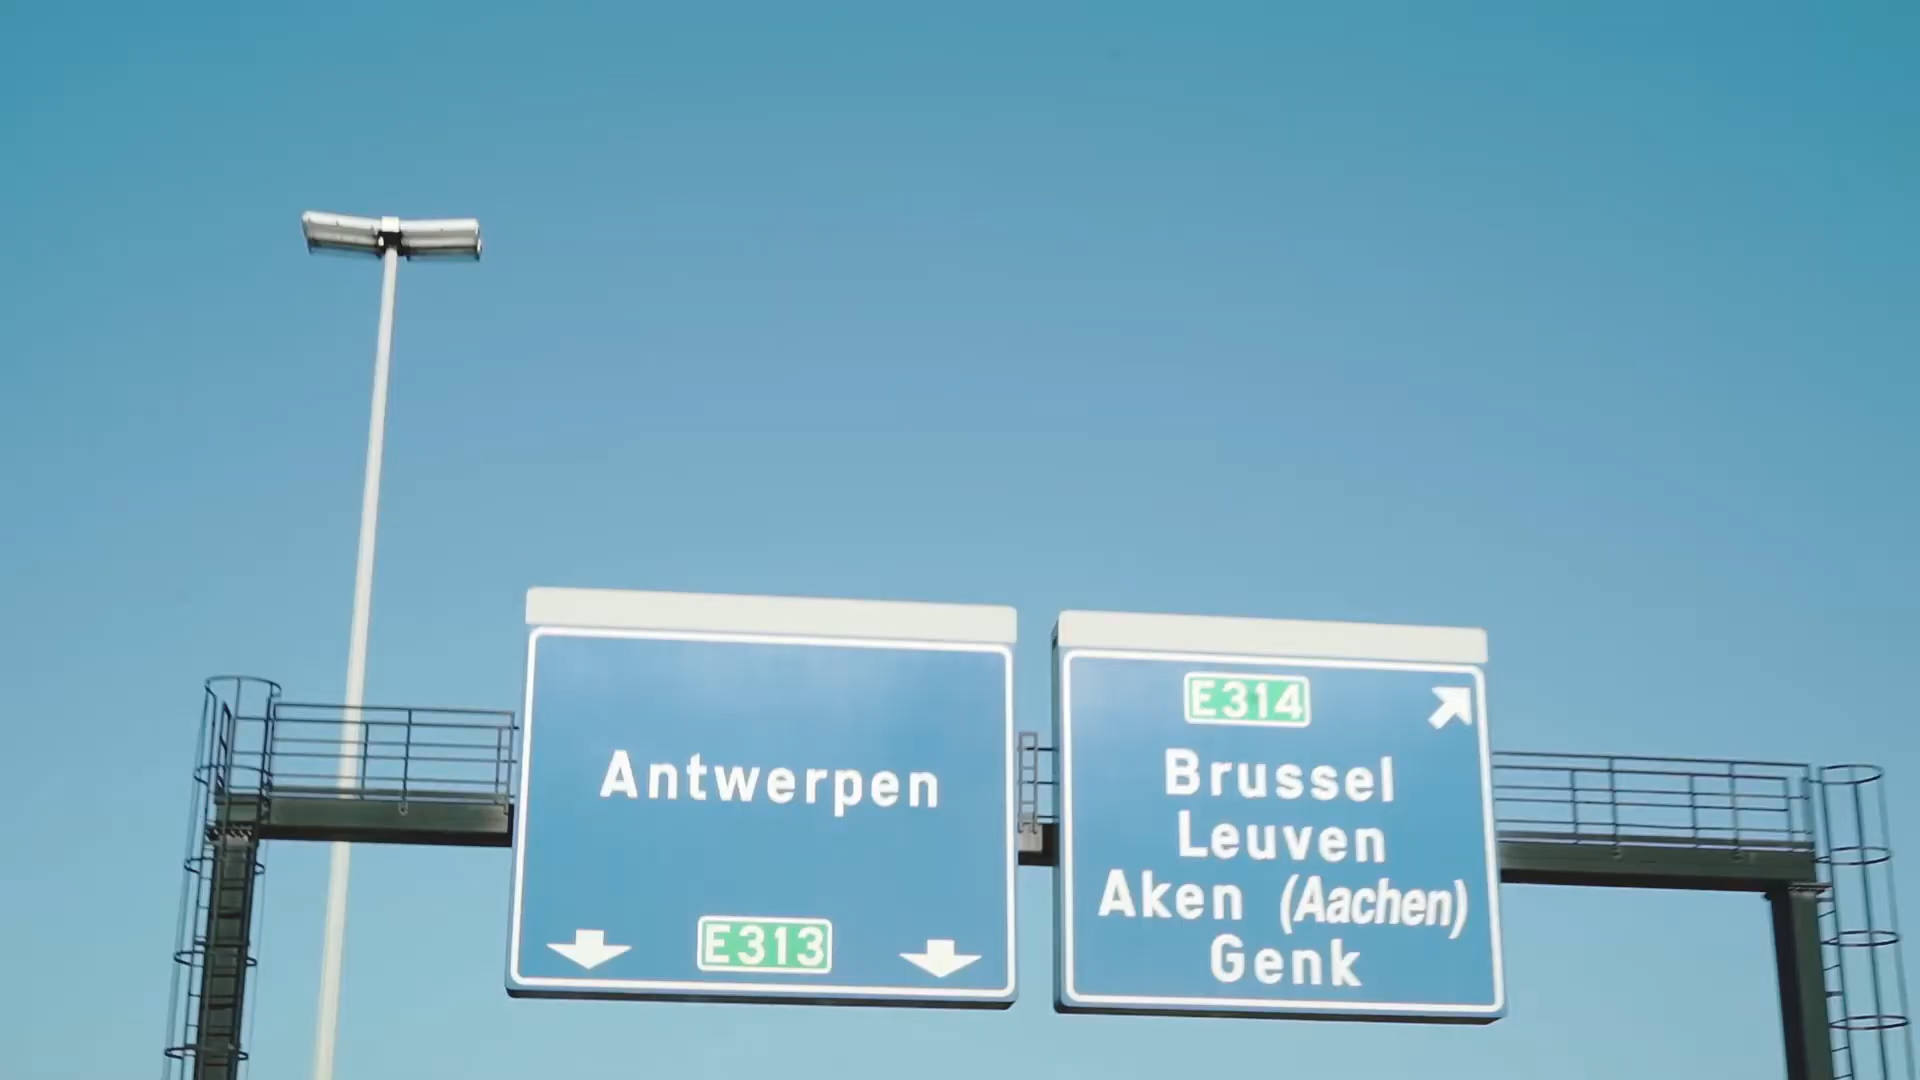 Antwerpen
E313
E314
Brussel
Leuven
Aken (Aachen)
Genk